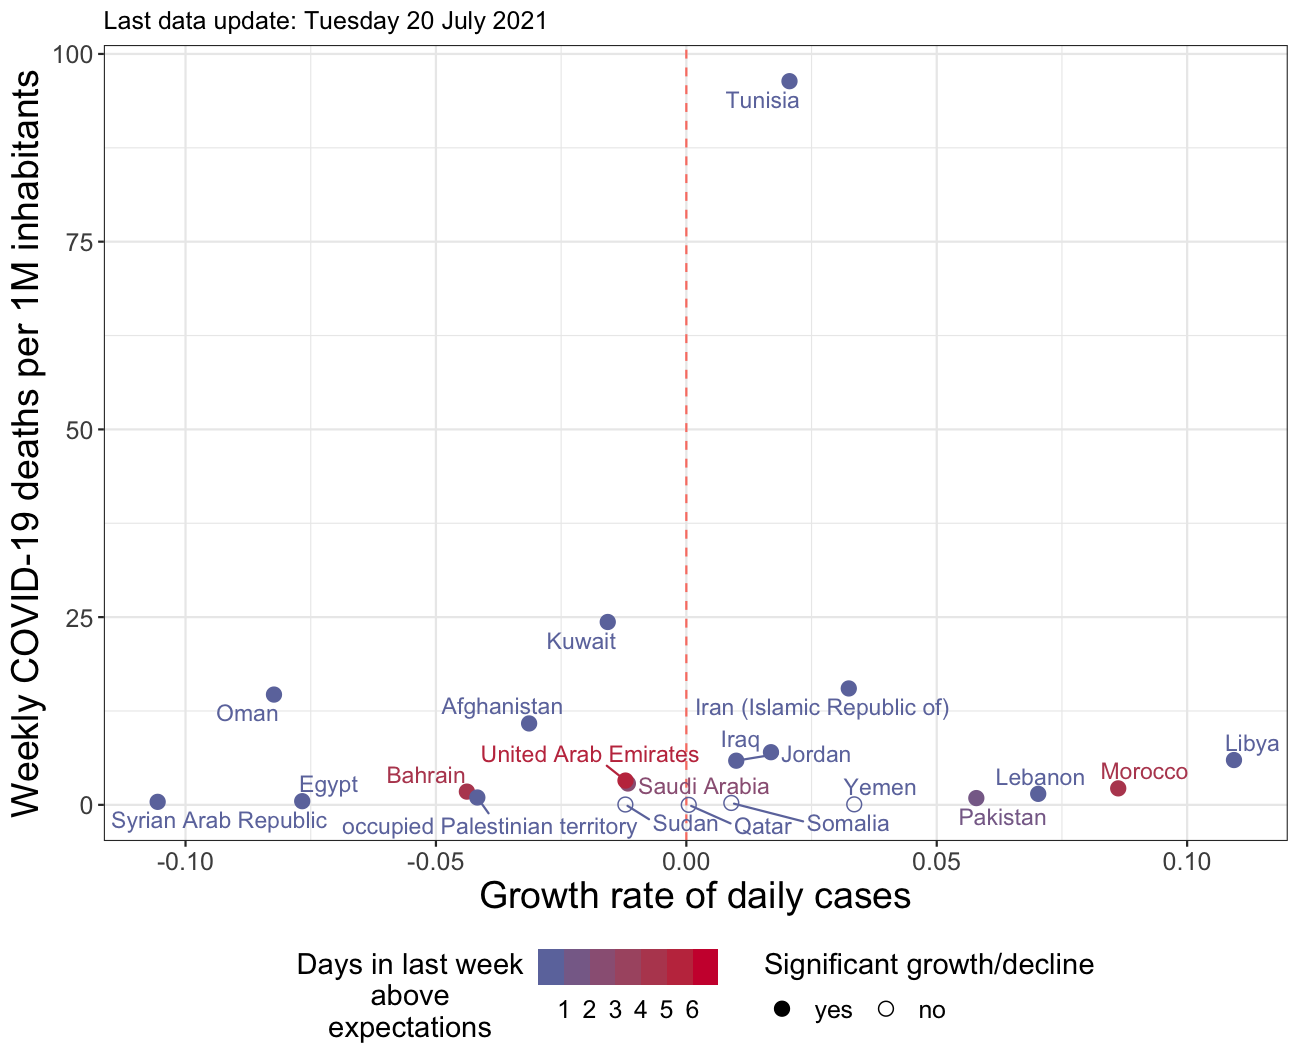 Last data update: Tuesday 20 July 2021
Weekly COVID-19 deaths per 1M inhabitants
100
75
50
25
0
Tunisia
Kuwait
Oman
Afghanistan
Iran (Islamic Republic of)
Iraq
Jordan
Libya
United Arab Emirates
Bahrain
Saudi Arabia
Egypt
Yemen
Lebanon
Morocco
Syrian Arab Republic
occupied Palestinian territory
Sudan
Qatar
Somalia
Pakistan
-0.10
-0.05
0.00
0.05
0.10
Growth rate of daily cases
Days in last week
above
expectations
1 2 3 4 5 6
Significant growth/decline
yes no